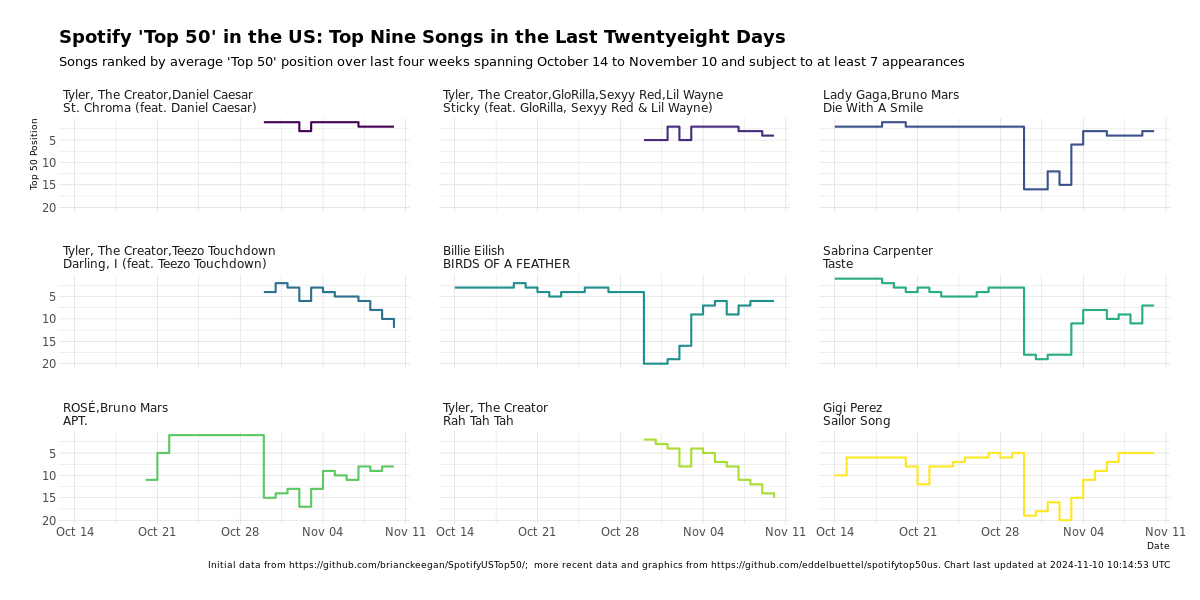 Spotify 'Top 50' in the US: Top Nine Songs in the Last Twentyeight Days
Songs ranked by average 'Top 50' position over last four weeks spanning October 14 to November 10 and subject to at least 7 appearances
Tyler, The Creator,Daniel Caesar
St. Chroma (feat. Daniel Caesar)
Tyler, The Creator,GloRilla,Sexyy Red,Lil Wayne
Sticky (feat. GloRilla, Sexyy Red & Lil Wayne)
Lady Gaga,Bruno Mars
Die With A Smile
Top 50 Position
5
10
15
20
Tyler, The Creator,Teezo Touchdown
Darling, I (feat. Teezo Touchdown)
Billie Eilish
BIRDS OF A FEATHER
Sabrina Carpenter
Taste
5
10
15
20
ROSÉ,Bruno Mars
APT.
Tyler, The Creator
Rah Tah Tah
Gigi Perez
Sailor Song
5
10
15
20
Oct 14 Oct 21 Oct 28 Nov 04 Nov 11
Oct 14 Oct 21 Oct 28 Nov 04 Nov 11
Oct 14 Oct 21 Oct 28 Nov 04 Nov 11
Date
Initial data from https://github.com/brianckeegan/SpotifyUSTop50/; more recent data and graphics from https://github.com/eddelbuettel/spotifytop50us. Chart last updated at 2024-11-10 10:14:53 UTC